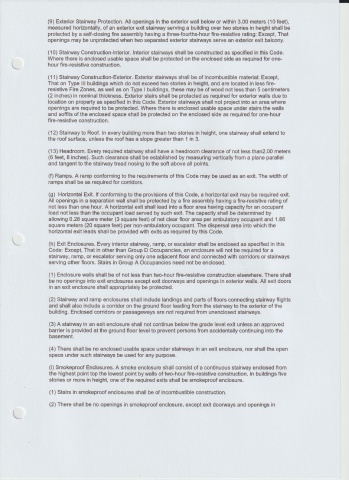 (9) Exterior Stairway Protection. All openings in the exterior wall below or within 3.00 meters (10 feet),
measured horizontally, of an exterior exit stairway serving a building over two stories in height shall be
protected by a self-closing fire assembly having a three-fourths-hour fire-resistive rating: Except, That
openings may be unprotected when two separated exterior stairways serve an exterior exit balcony.
(10) Stairway Construction-Interior. Interior stairways shall be constructed as specified in this Code.
Where there is enclosed usable space shall be protected on the enclosed side as required for one-
hour fire-resistive construction.
(11) Stairway Construction-Exterior. Exterior stairways shall be of incombustible material: Except,
That on Type III buildings which do not exceed two stories in height, and are located in less fire-
resistive Fire Zones, as well as on Type I buildings, these may be of wood not less than 5 centimeters
(2 inches) in nominal thickness. Exterior stairs shall be protected as required for exterior walls due to
location on property as specified in this Code. Exterior stairways shall not project into an area where
openings are required to be protected. Where there is enclosed usable space under stairs the walls
and soffits of the enclosed space shall be protected on the enclosed side as required for one-hour
fire-resistive construction.
(12) Stairway to Roof. In every building more than two stories in height, one stairway shall extend to
the roof surface, unless the roof has a slope greater than 1 in 3.
(13) Headroom. Every required stairway shall have a headroom clearance of not less than2.00 meters
(6 feet, 8 inches). Such clearance shall be established by measuring vertically from a plane parallel
and tangent to the stairway tread nosing to the soffit above all points.
(f) Ramps. A ramp conforming to the requirements of this Code may be used as an exit. The width of
ramps shall be as required for corridors.
(g) Horizontal Exit. If conforming to the provisions of this Code, a horizontal exit may be required exit.
All openings in a separation wall shall be protected by a fire assembly having a fire-resistive rating of
not less than one hour. A horizontal exit shall lead into a floor area having capacity for an occupant
load not less than the occupant load served by such exit. The capacity shall be determined by
allowing 0.28 square meter (3 square feet) of net clear floor area per ambulatory occupant and 1.86
square meters (20 square feet) per non-ambulatory occupant. The dispersal area into which the
horizontal exit leads shall be provided with exits as required by this Code.
(h) Exit Enclosures. Every interior stairway, ramp, or escalator shall be enclosed as specified in this
Code: Except, That in other than Group D Occupancies, an enclosure will not be required for a
stairway, ramp, or escalator serving only one adjacent floor and connected with corridors or stairways
serving other floors. Stairs in Group A Occupancies need not be enclosed.
(1) Enclosure walls shall be of not less than two-hour fire-resistive construction elsewhere. There shall
be no openings into exit enclosures except exit doorways and openings in exterior walls. All exit doors
in an exit enclosure shall appropriately be protected.
(2) Stairway and ramp enclosures shall include landings and parts of floors connecting stairway flights
and shall also include a corridor on the ground floor leading from the stairway to the exterior of the
building. Enclosed corridors or passageways are not required from unenclosed stairways.
(3) A stairway in an exit enclosure shall not continue below the grade level exit unless an approved
barrier is provided at the ground floor level to prevent persons from accidentally continuing into the
basement.
(4) There shall be no enclosed usable space under stairways in an exit enclosure, nor shall the open
space under such stairways be used for any purpose.
(i) Smokeproof Enclosures. A smoke enclosure shall consist of a continuous stairway enclosed from
the highest point top the lowest point by walls of two-hour fire-resistive construction. In buildings five
stories or more in height, one of the required exits shall be smokeproof enclosure.
(1) Stairs in smokeproof enclosures shall be of incombustible construction.
(2) There shall be no openings in smokeproof enclosure, except exit doorways and openings in